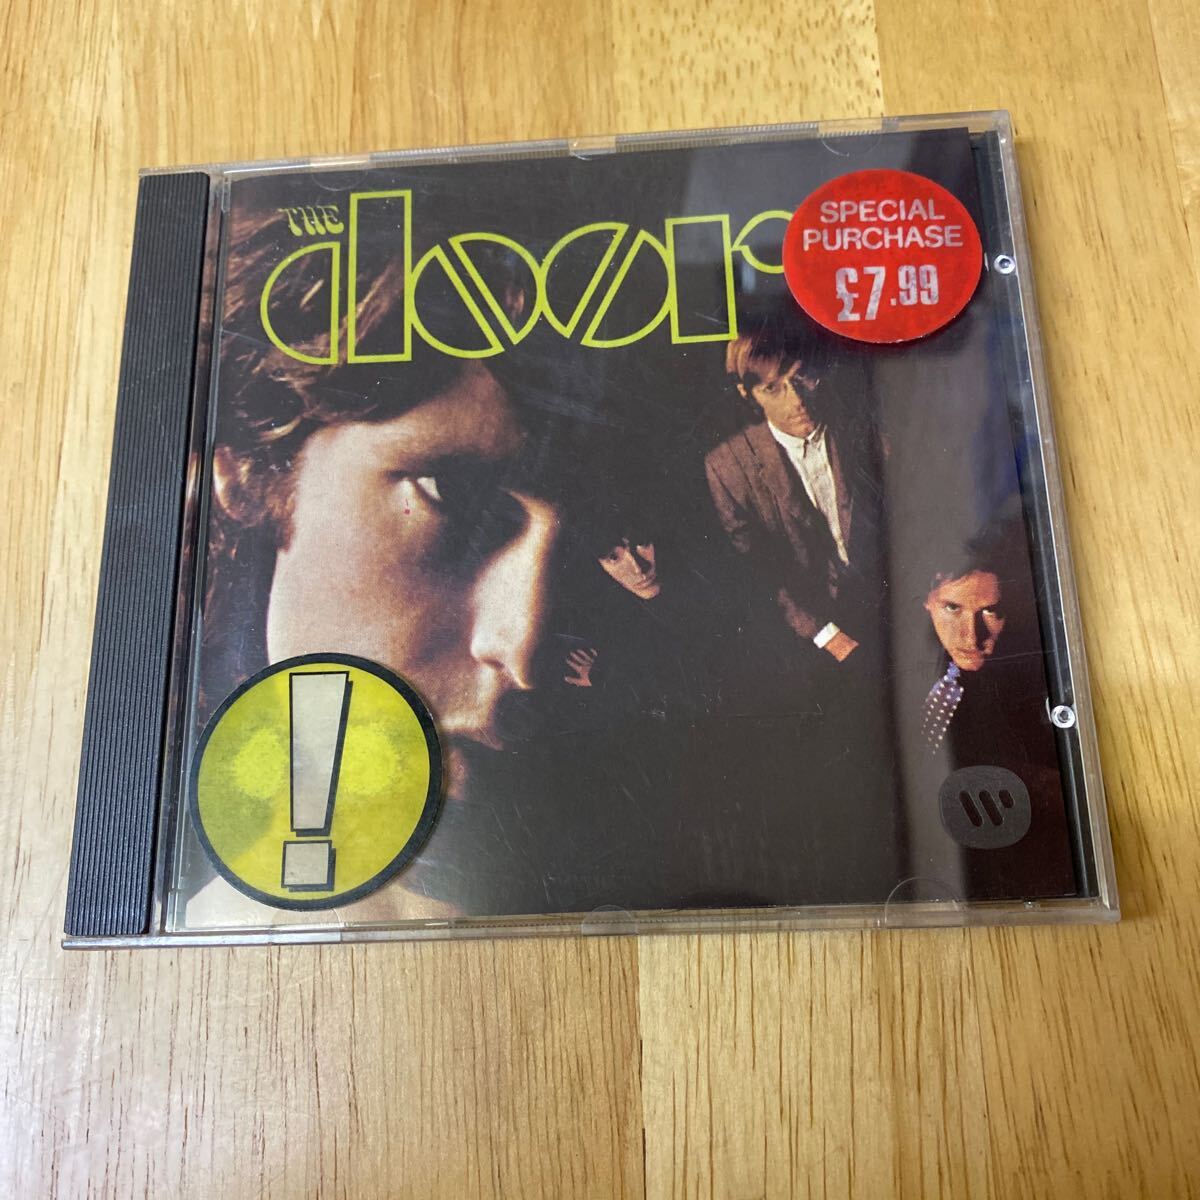 THE
doors
SPECIAL
PURCHASE
£7.99
!